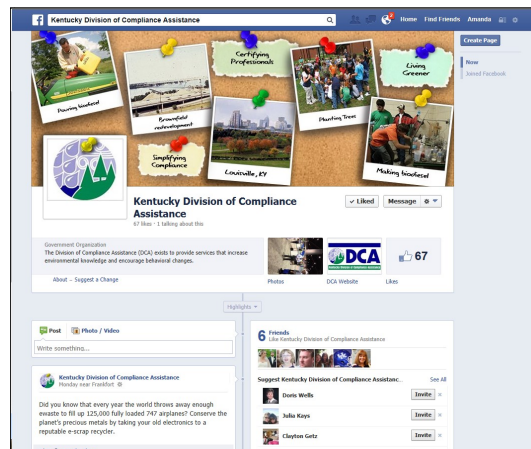 Kentucky Division of Compliance Assistance
Home Find Friends Amanda
Create Page
Now
Joined Facebook
Certifying
Professionals
Living
Greener
Pouring biodiesel
Brownfield
redevelopment
Planting Trees
Simplifying
Compliance
Louisville, KY
Making biodiesel
Kentucky Division of Compliance
Assistance
67 likes · 1 talking about this
Liked
Message
Government Organization
The Division of Compliance Assistance (DCA) exists to provide services that increase
environmental knowledge and encourage behavioral changes.
About – Suggest a Change
DCA
67
Photos
DCA Website
Likes
Highlights
Post
Photo / Video
Write something...
Kentucky Division of Compliance Assistance
Monday near Frankfort
Did you know that every year the world throws away enough
ewaste to fill up 125,000 fully loaded 747 airplanes? Conserve the
planet's precious metals by taking your old electronics to a
reputable e-scrap recycler.
6 Friends
Like Kentucky Division of Compliance Assistance
Suggest Kentucky Division of Compliance Assistanc..
See All
Doris Wells
Invite
Julia Kays
Invite
Clayton Getz
Invite